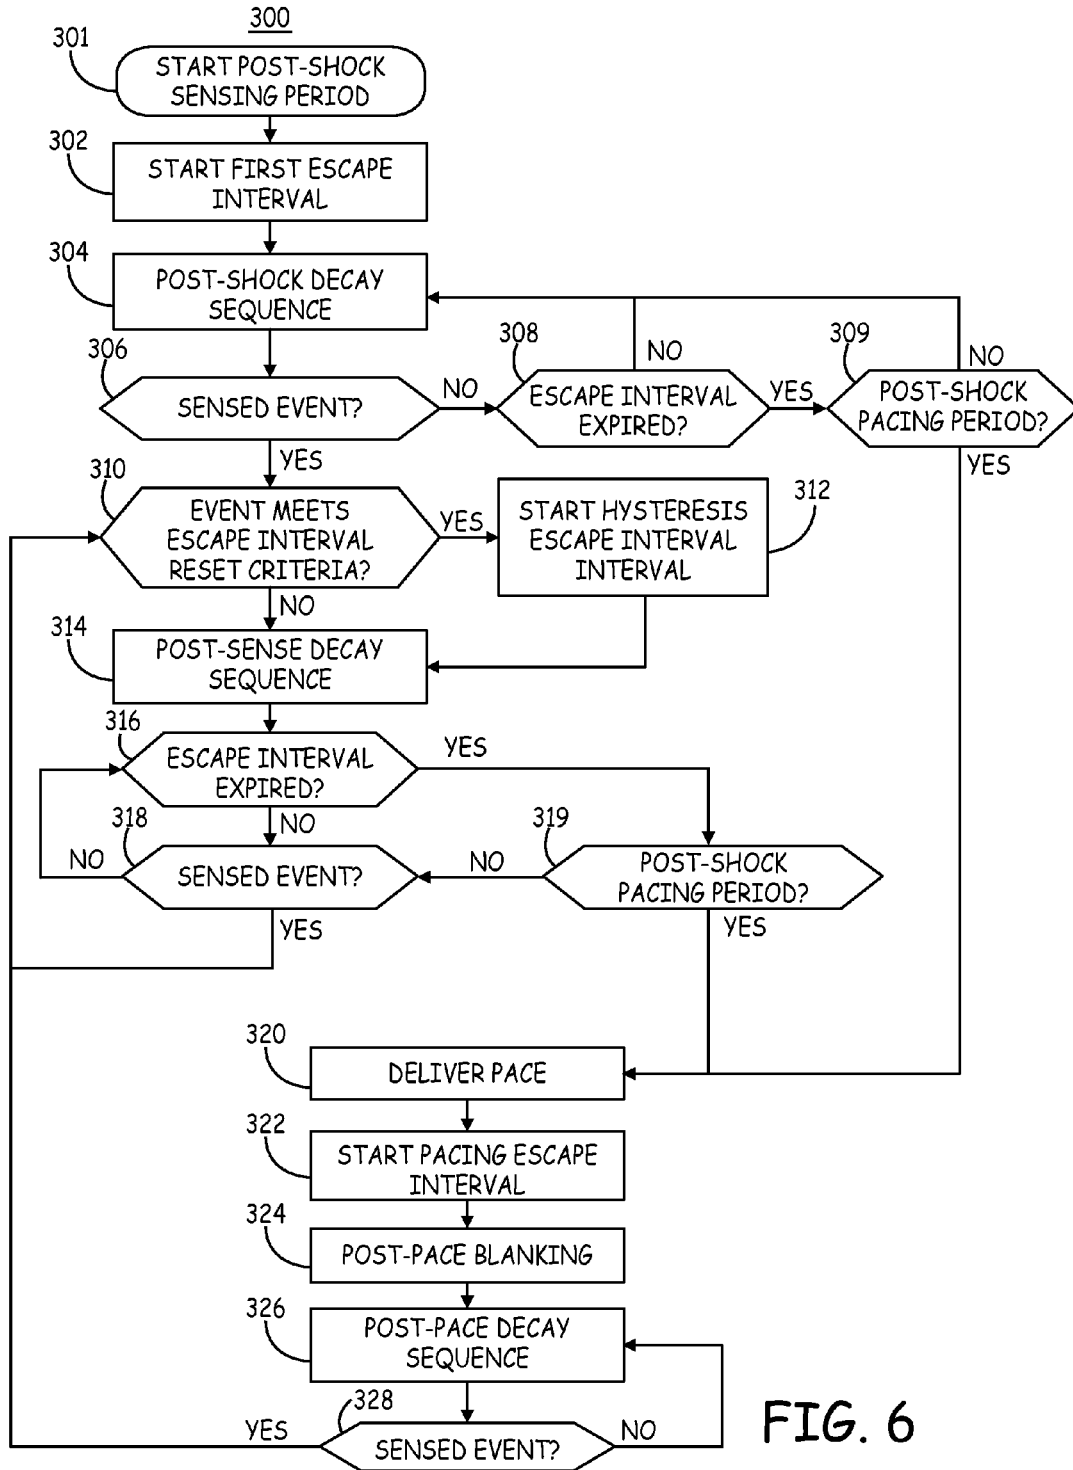 300
301
START POST-SHOCK
SENSING PERIOD
302
START FIRST ESCAPE
INTERVAL
304
POST-SHOCK DECAY
SEQUENCE
306
SENSED EVENT?
NO
308
ESCAPE INTERVAL
EXPIRED?
NO
YES
309
POST-SHOCK
PACING PERIOD?
NO
YES
YES
310
EVENT MEETS
ESCAPE INTERVAL
RESET CRITERIA?
YES
START HYSTERESIS
ESCAPE INTERVAL
INTERVAL
312
NO
314
POST-SENSE DECAY
SEQUENCE
316
ESCAPE INTERVAL
EXPIRED?
YES
NO
318
NO
SENSED EVENT?
NO
319
POST-SHOCK
PACING PERIOD?
YES
YES
320
DELIVER PACE
322
START PACING ESCAPE
INTERVAL
324
POST-PACE BLANKING
326
POST-PACE DECAY
SEQUENCE
328
YES
SENSED EVENT?
NO
FIG. 6